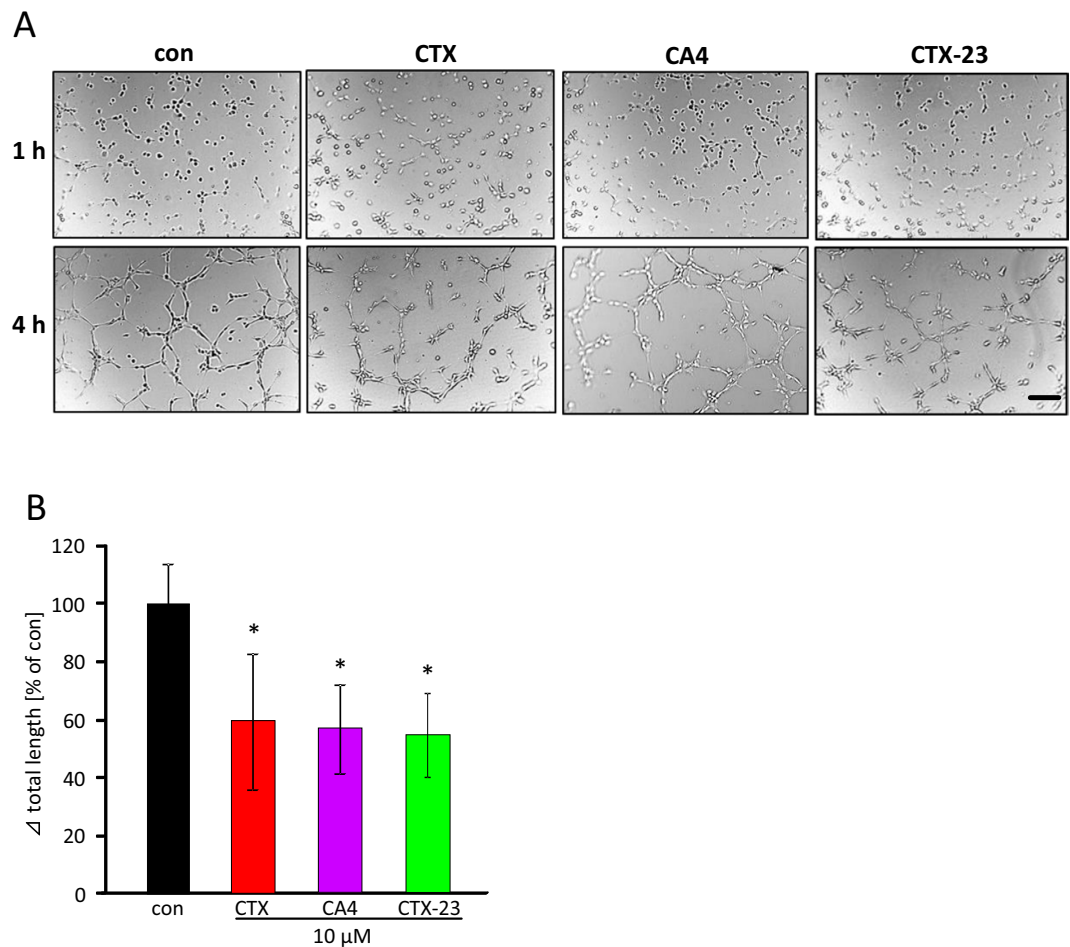 A
con CTX CA4 CTX-23
1 h
4 h
B
120
100
80
60
40
20
0
⊿ total length [% of con]
* * *
con CTX CA4 CTX-23
10 µM